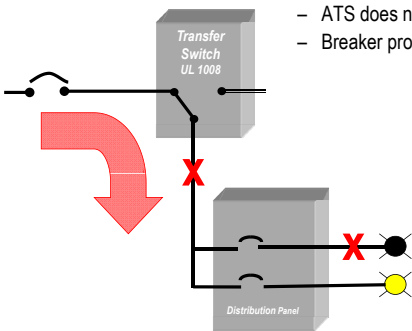 – ATS does n
– Breaker pro
Transfer
Switch
UL 1008
Distribution Panel